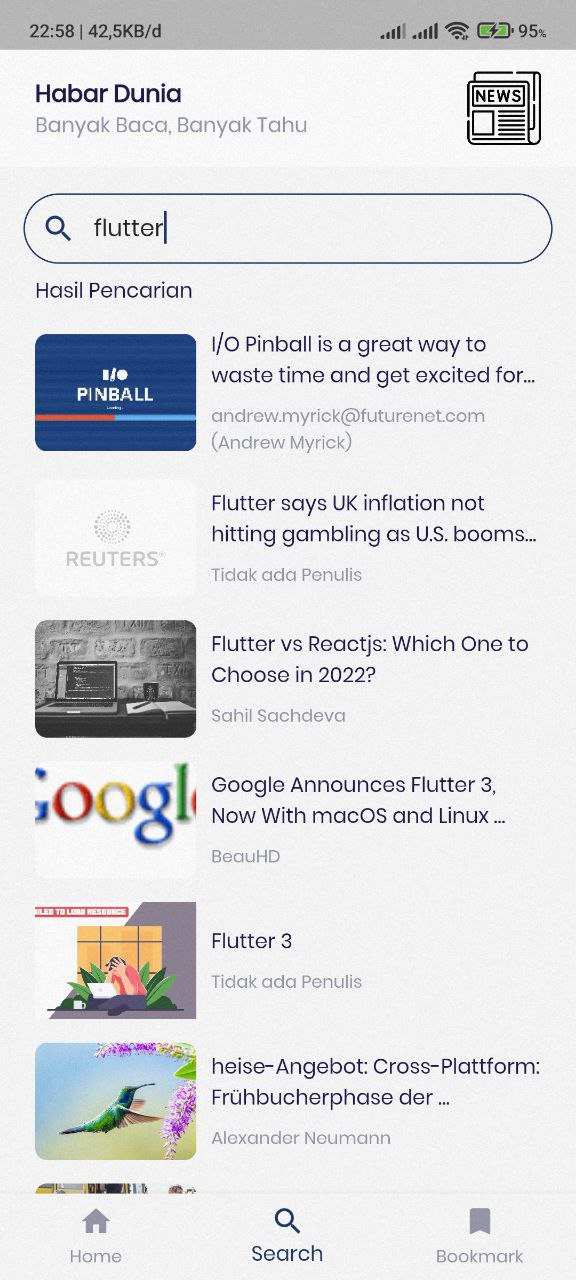 22:58 | 42,5KB/d
95%
Habar Dunia
Banyak Baca, Banyak Tahu
NEWS
flutter
Hasil Pencarian
I/O
PINBALL
Loading..
I/O Pinball is a great way to
waste time and get excited for...
andrew.myrick@futurenet.com
(Andrew Myrick)
REUTERS
Flutter says UK inflation not
hitting gambling as U.S. booms...
Tidak ada Penulis
Flutter vs Reactjs: Which One to
Choose in 2022?
Sahil Sachdeva
Google
Google Announces Flutter 3,
Now With macOS and Linux ...
BeauHD
TO LOAD RESOURCE
Flutter 3
Tidak ada Penulis
heise-Angebot: Cross-Plattform:
Frühbucherphase der ...
Alexander Neumann
Home
Search
Bookmark